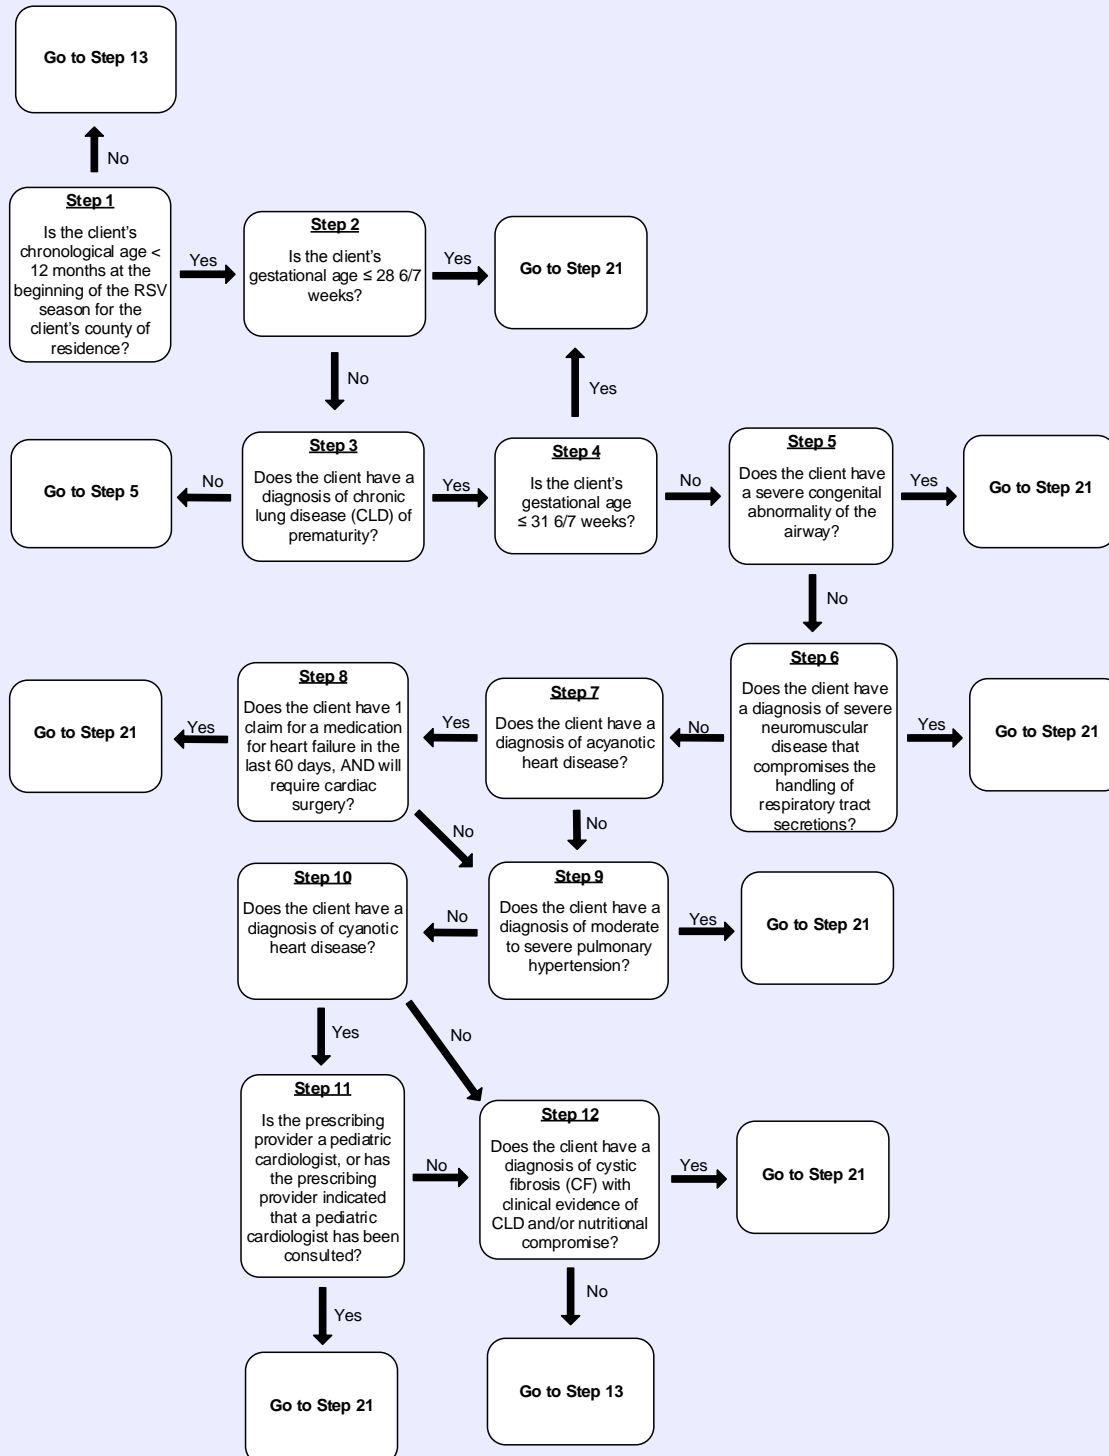 Go to Step 13
No
Step 1
Is the client's
chronological age <
12 months at the
beginning of the RSV
season for the
client's county of
residence?
Yes
Step 2
Is the client's
gestational age ≤ 28 6/7
weeks?
Yes
Go to Step 21
No
Yes
Go to Step 5
No
Step 3
Does the client have a
diagnosis of chronic
lung disease (CLD) of
prematurity?
Yes
Step 4
Is the client's
gestational age
≤ 31 6/7 weeks?
No
Step 5
Does the client have
a severe congenital
abnormality of the
airway?
Yes
Go to Step 21
No
Go to Step 21
Yes
Step 8
Does the client have 1
claim for a medication
for heart failure in the
last 60 days, AND will
require cardiac
surgery?
Yes
Step 7
Does the client have a
diagnosis of acyanotic
heart disease?
No
Step 6
Does the client have
a diagnosis of severe
neuromuscular
disease that
compromises the
handling of
respiratory tract
secretions?
Yes
Go to Step 21
No
No
Step 10
Does the client have a
diagnosis of cyanotic
heart disease?
No
Step 9
Does the client have a
diagnosis of moderate
to severe pulmonary
hypertension?
Yes
Go to Step 21
Yes
No
Step 11
Is the prescribing
provider a pediatric
cardiologist, or has
the prescribing
provider indicated
that a pediatric
cardiologist has been
consulted?
No
Step 12
Does the client have a
diagnosis of cystic
fibrosis (CF) with
clinical evidence of
CLD and/or nutritional
compromise?
Yes
Go to Step 21
Yes
No
Go to Step 21
Go to Step 13